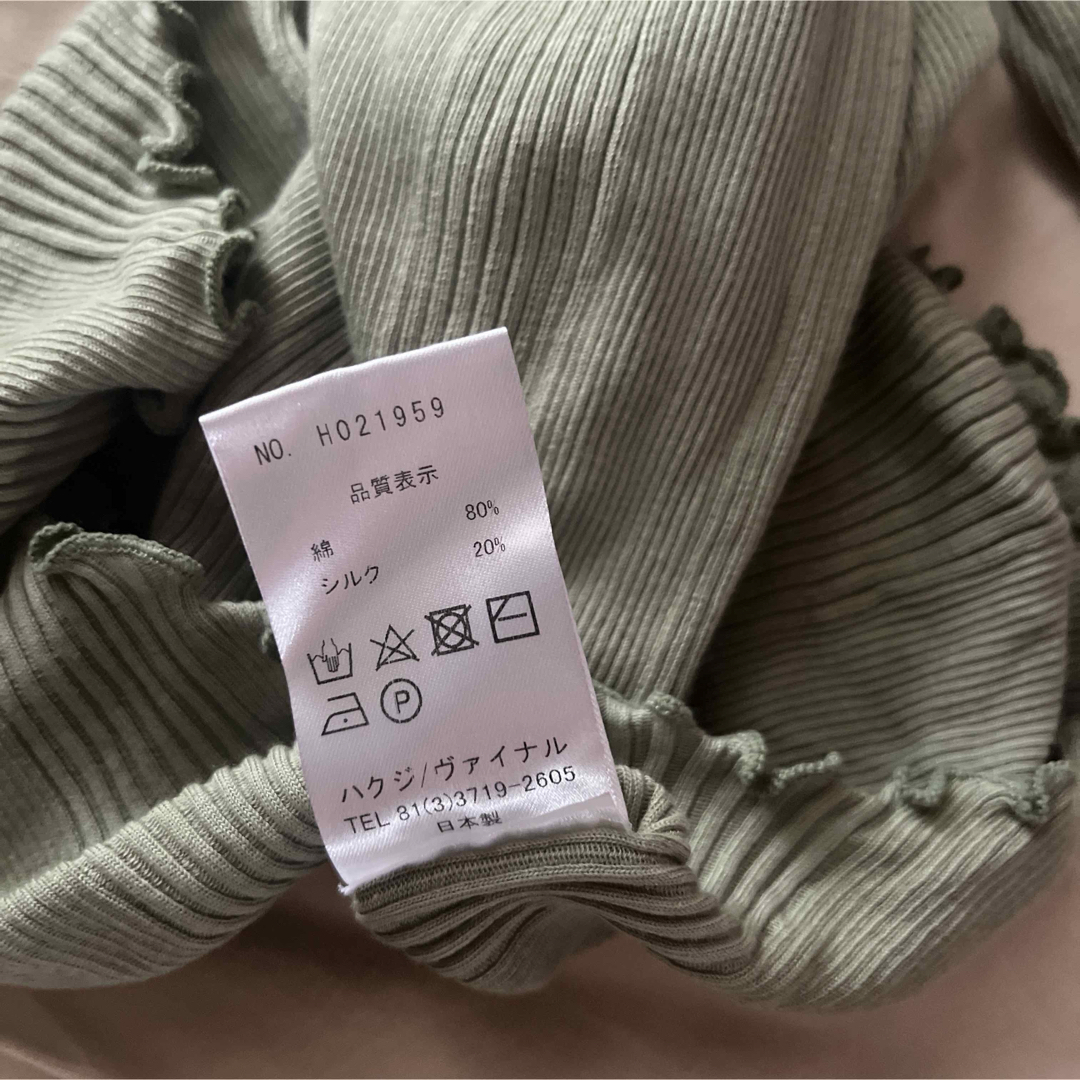 NO. H021959
品質表示
綿 80%
シルク 20%
P
ハクジ/ヴァイナル
TEL 81(3)3719-2605
日本製